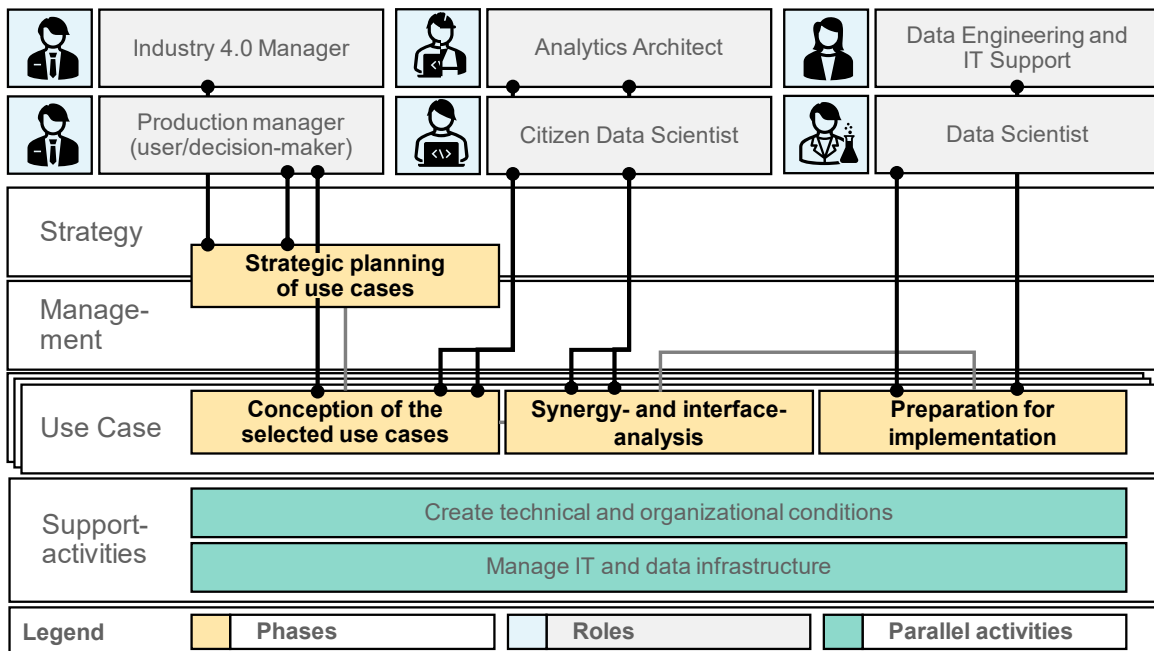 Industry 4.0 Manager
Analytics Architect
Data Engineering and
IT Support
Production manager
(user/decision-maker)
Citizen Data Scientist
Data Scientist
Strategy
Strategic planning
of use cases
Manage-
ment
Use Case
Conception of the
selected use cases
Synergy- and interface-
analysis
Preparation for
implementation
Support-
activities
Create technical and organizational conditions
Manage IT and data infrastructure
Legend
Phases
Roles
Parallel activities